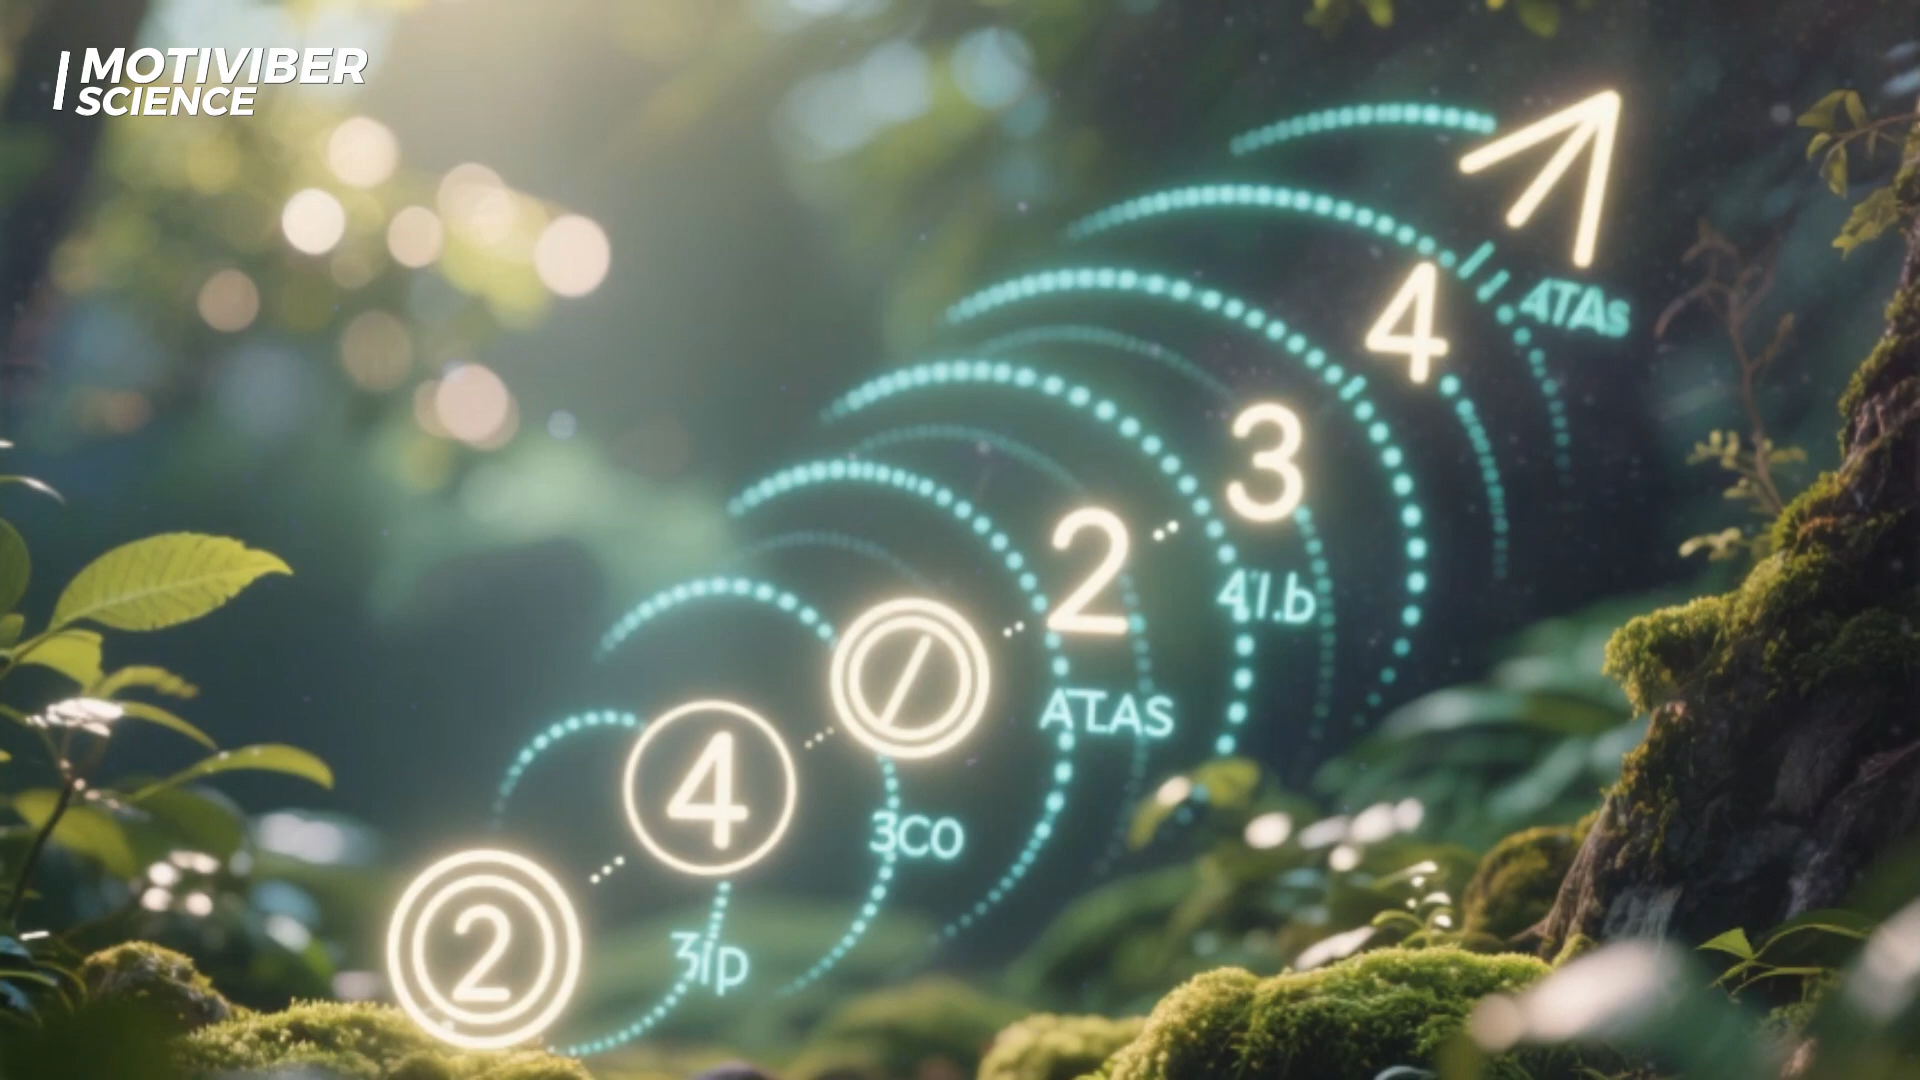 MOTIVIBER
SCIENCE
ATAs
4
3
2
41.b
ATAS
4
3CO
2
3ip